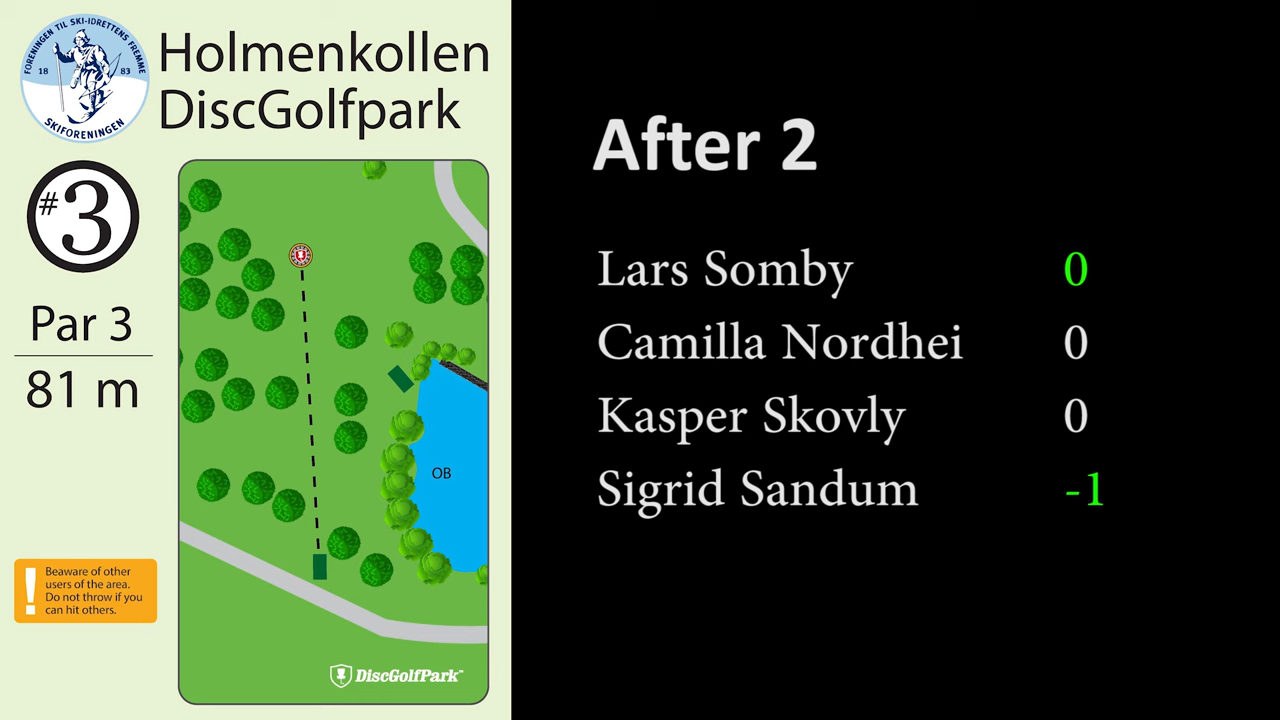 FORENINGEN TIL SKI-IDRETTENS FREMME
18 83
SKIFORENINGEN
Holmenkollen
DiscGolfpark
#3
Par 3
81 m
!
Beaware of other
users of the area.
Do not throw if you
can hit others.
OB
DiscGolfPark™
After 2
Lars Somby 0
Camilla Nordhei 0
Kasper Skovly 0
Sigrid Sandum -1